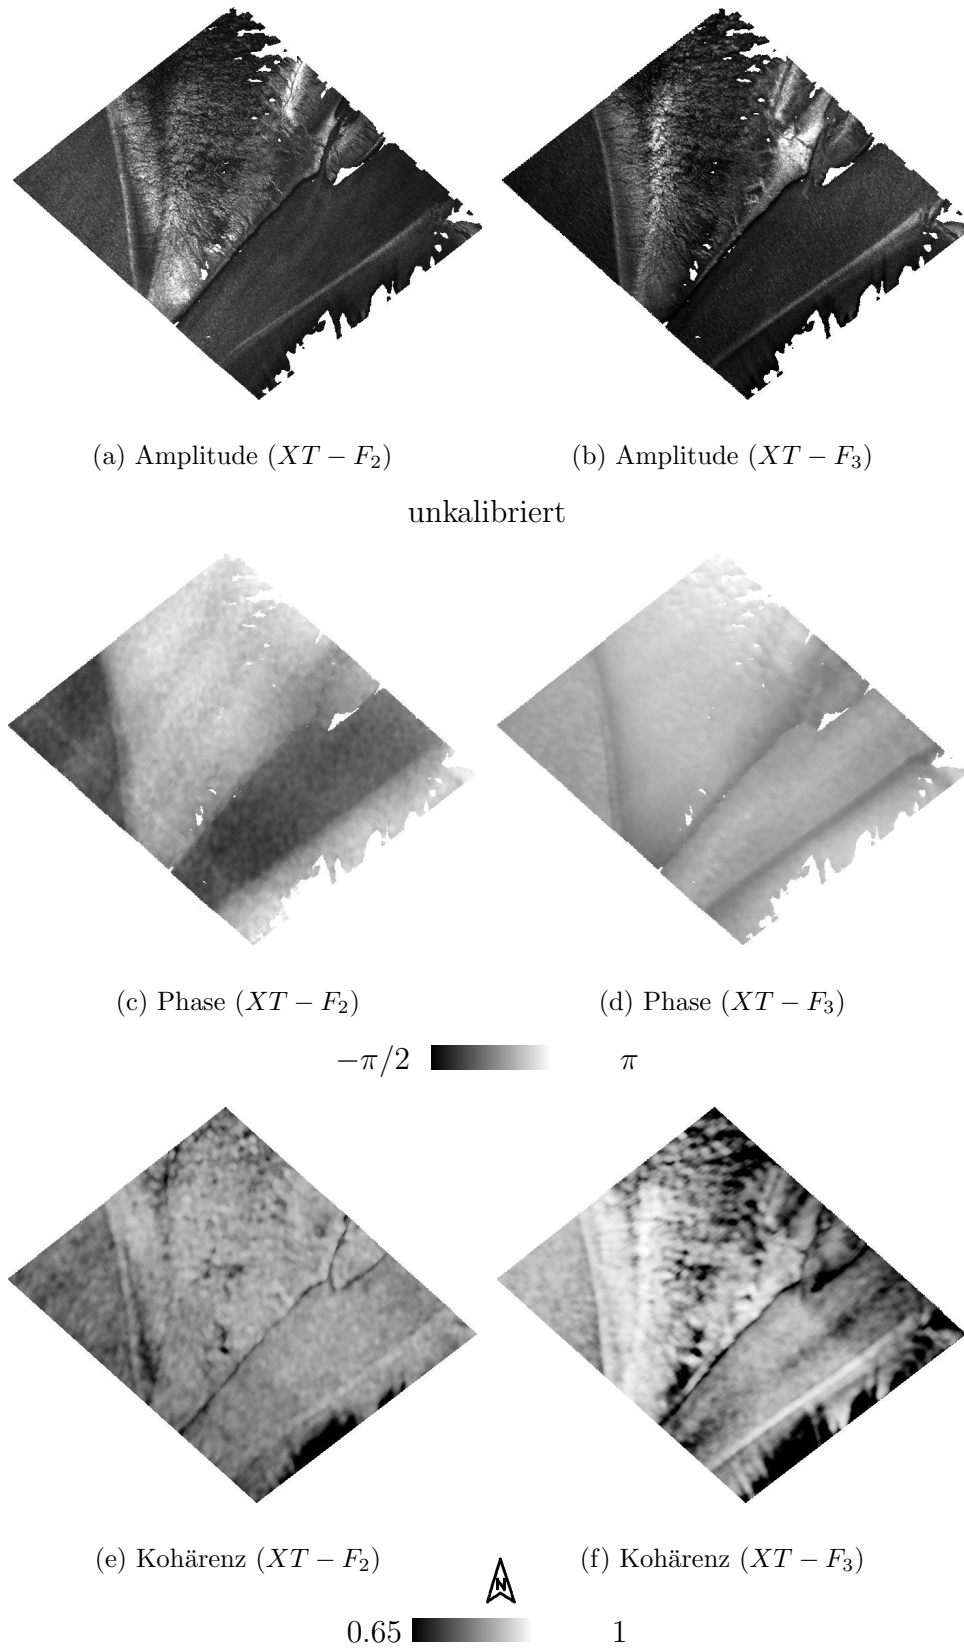 (a) Amplitude (XT − F₂) (b) Amplitude (XT − F₃)
unkalibriert
(c) Phase (XT − F₂) (d) Phase (XT − F₃)
−π/2 π
(e) Kohärenz (XT − F₂) (f) Kohärenz (XT − F₃)
N
0.65 1